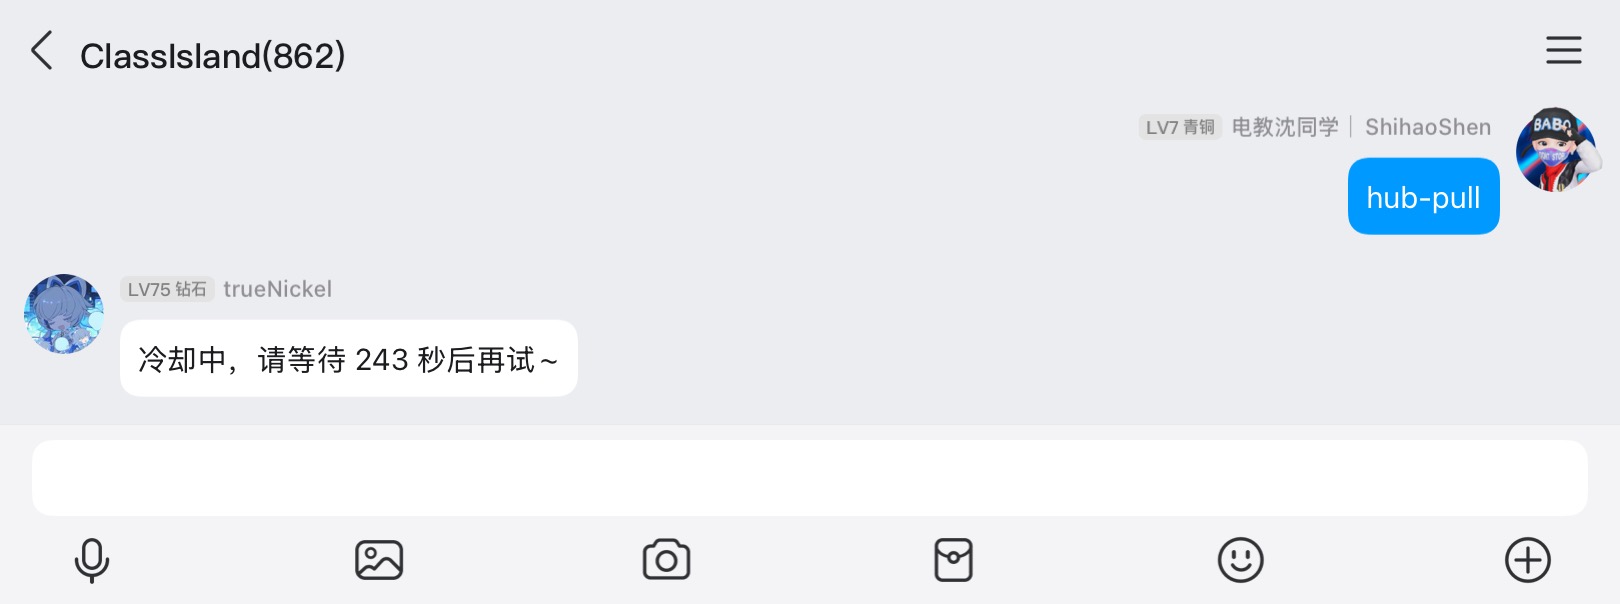 ClassIsland(862)
LV7 青铜 电教沈同学｜ShihaoShen
BABO
hub-pull
LV75 钻石 trueNickel
冷却中，请等待 243 秒后再试~